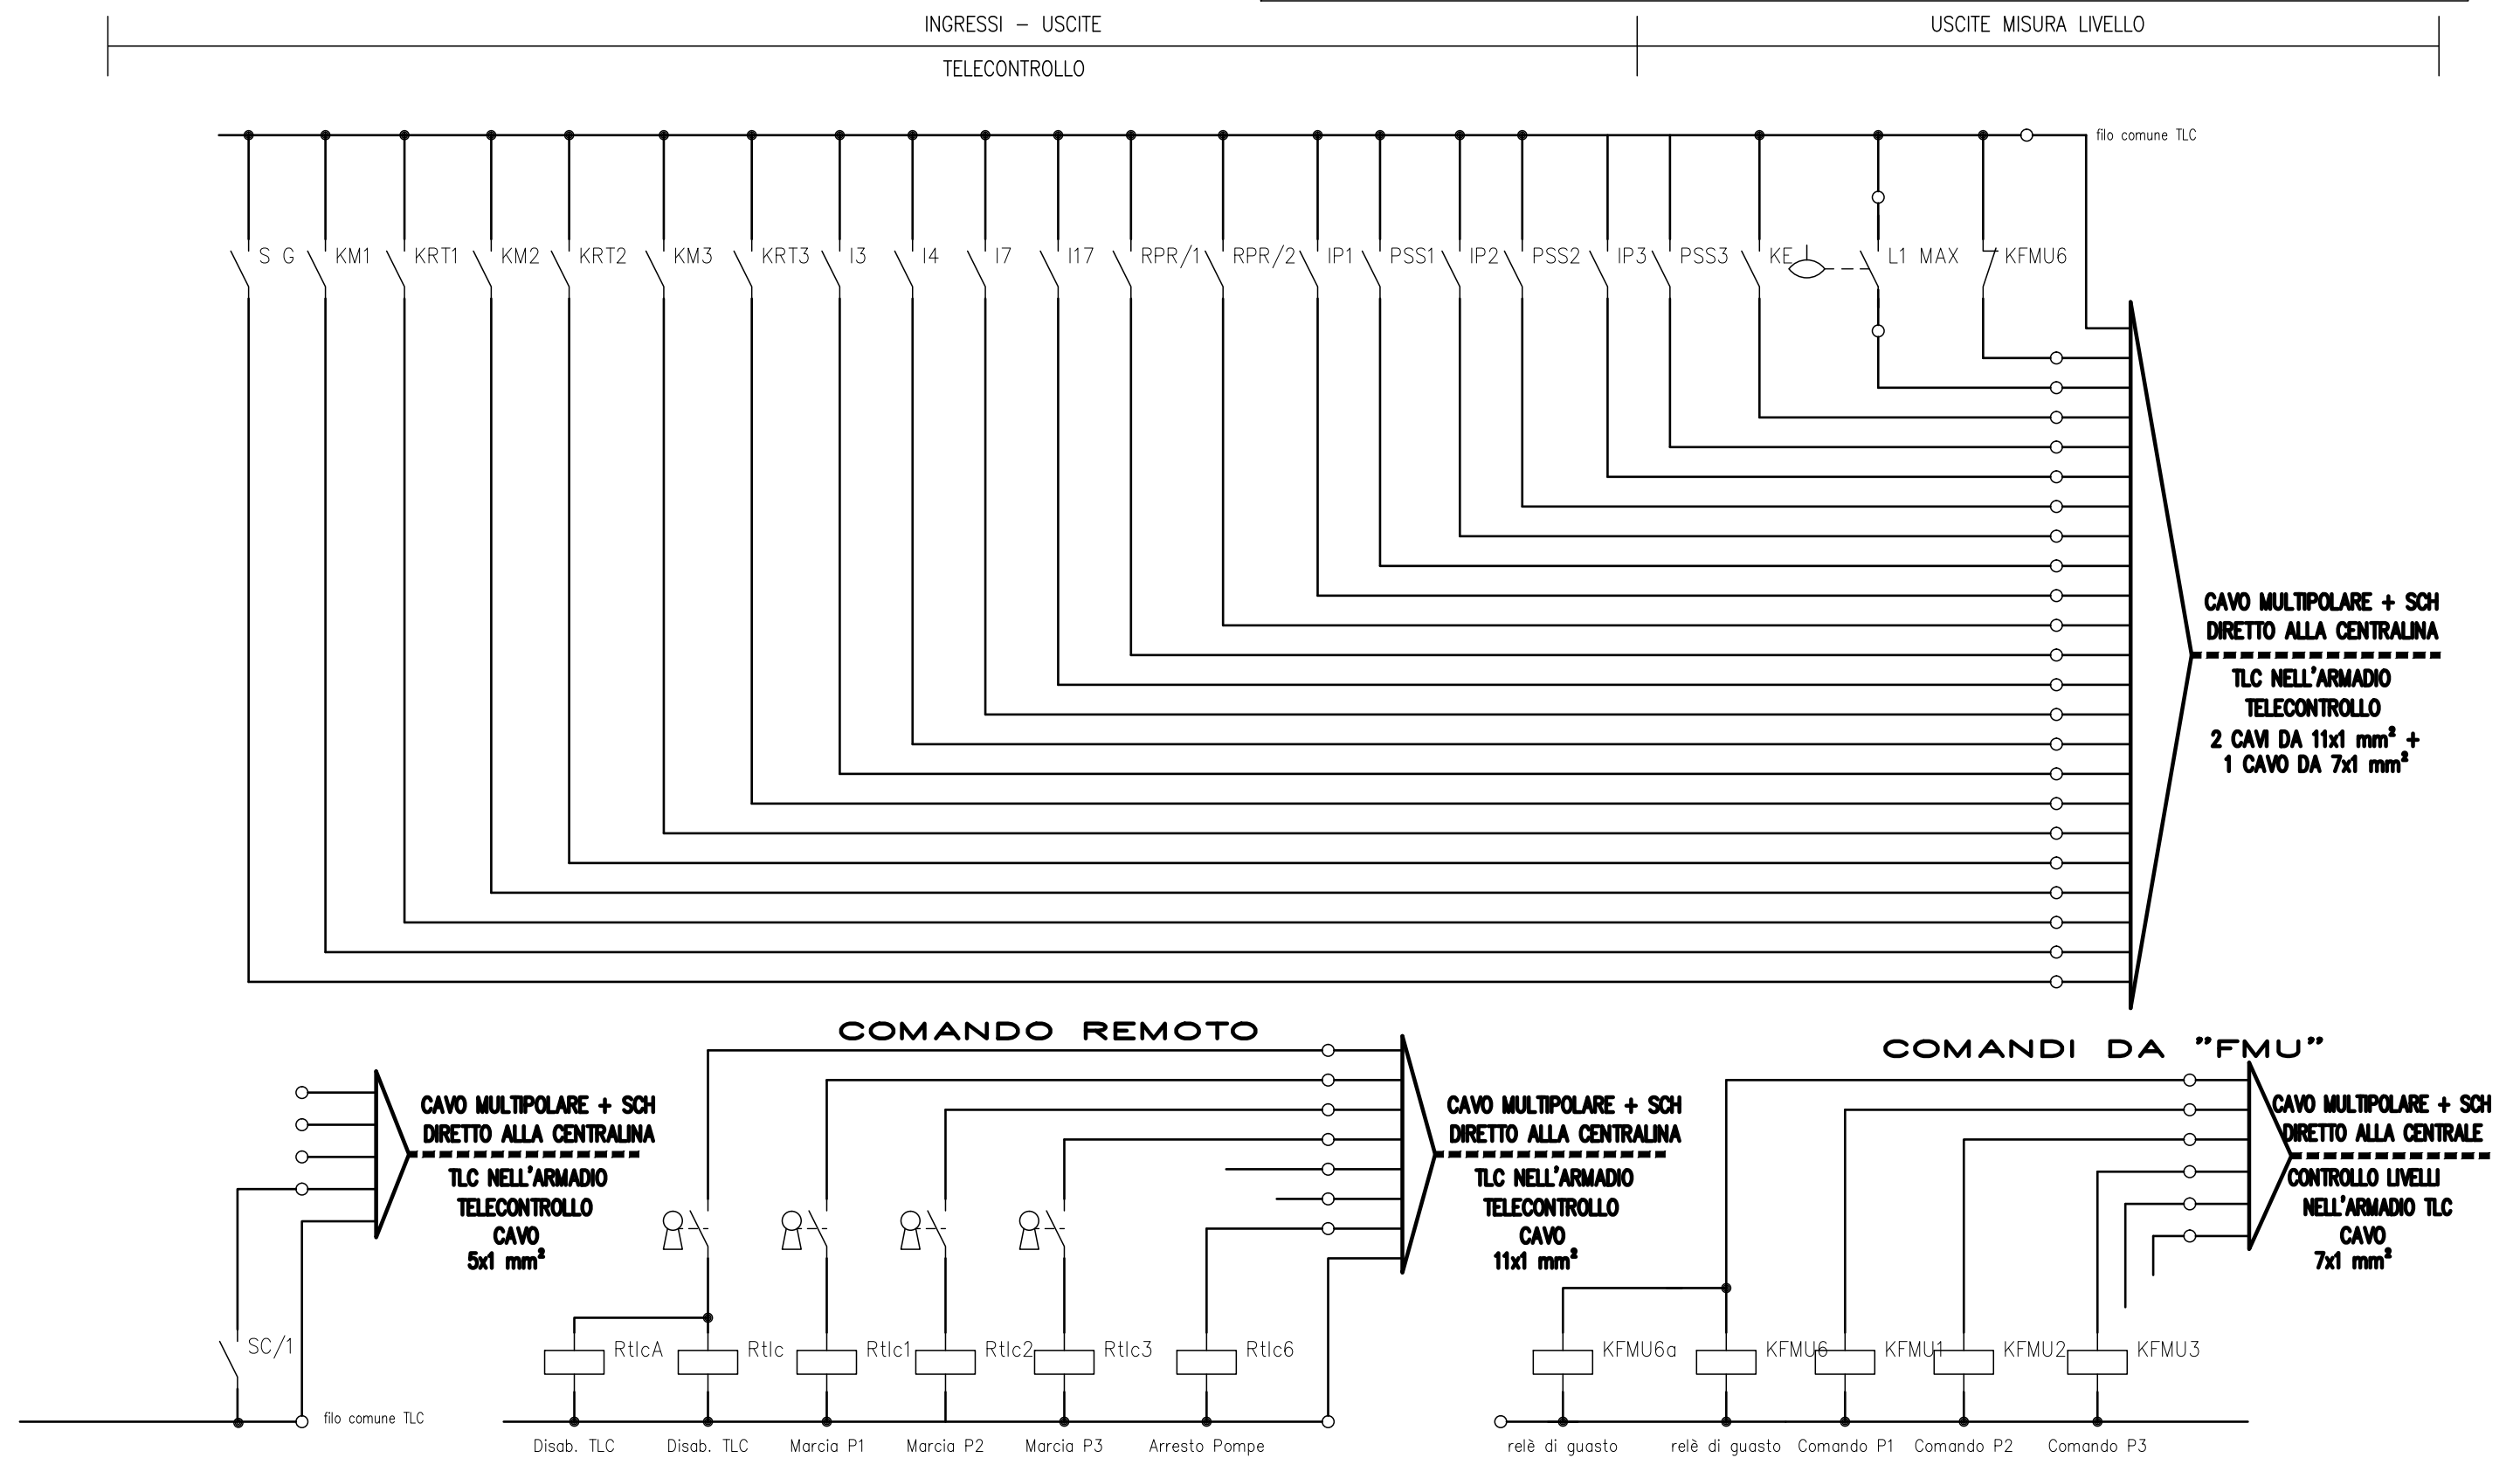 INGRESSI – USCITE
USCITE MISURA LIVELLO
TELECONTROLLO
filo comune TLC
S G
KM1
KRT1
KM2
KRT2
KM3
KRT3
I3
I4
I7
I17
RPR/1
RPR/2
IP1
PSS1
IP2
PSS2
IP3
PSS3
KE
L1 MAX
KFMU6
CAVO MULTIPOLARE + SCH
DIRETTO ALLA CENTRALINA
TLC NELL'ARMADIO
TELECONTROLLO
2 CAVI DA 11x1 mm² +
1 CAVO DA 7x1 mm²
COMANDO REMOTO
COMANDI DA "FMU"
CAVO MULTIPOLARE + SCH
DIRETTO ALLA CENTRALINA
TLC NELL'ARMADIO
TELECONTROLLO
CAVO
5x1 mm²
CAVO MULTIPOLARE + SCH
DIRETTO ALLA CENTRALINA
TLC NELL'ARMADIO
TELECONTROLLO
CAVO
11x1 mm²
CAVO MULTIPOLARE + SCH
DIRETTO ALLA CENTRALE
CONTROLLO LIVELLI
NELL'ARMADIO TLC
CAVO
7x1 mm²
SC/1
RtlcA
Rtlc
Rtlc1
Rtlc2
Rtlc3
Rtlc6
KFMU6a
KFMU6
KFMU1
KFMU2
KFMU3
filo comune TLC
Disab. TLC
Disab. TLC
Marcia P1
Marcia P2
Marcia P3
Arresto Pompe
relè di guasto
relè di guasto
Comando P1
Comando P2
Comando P3